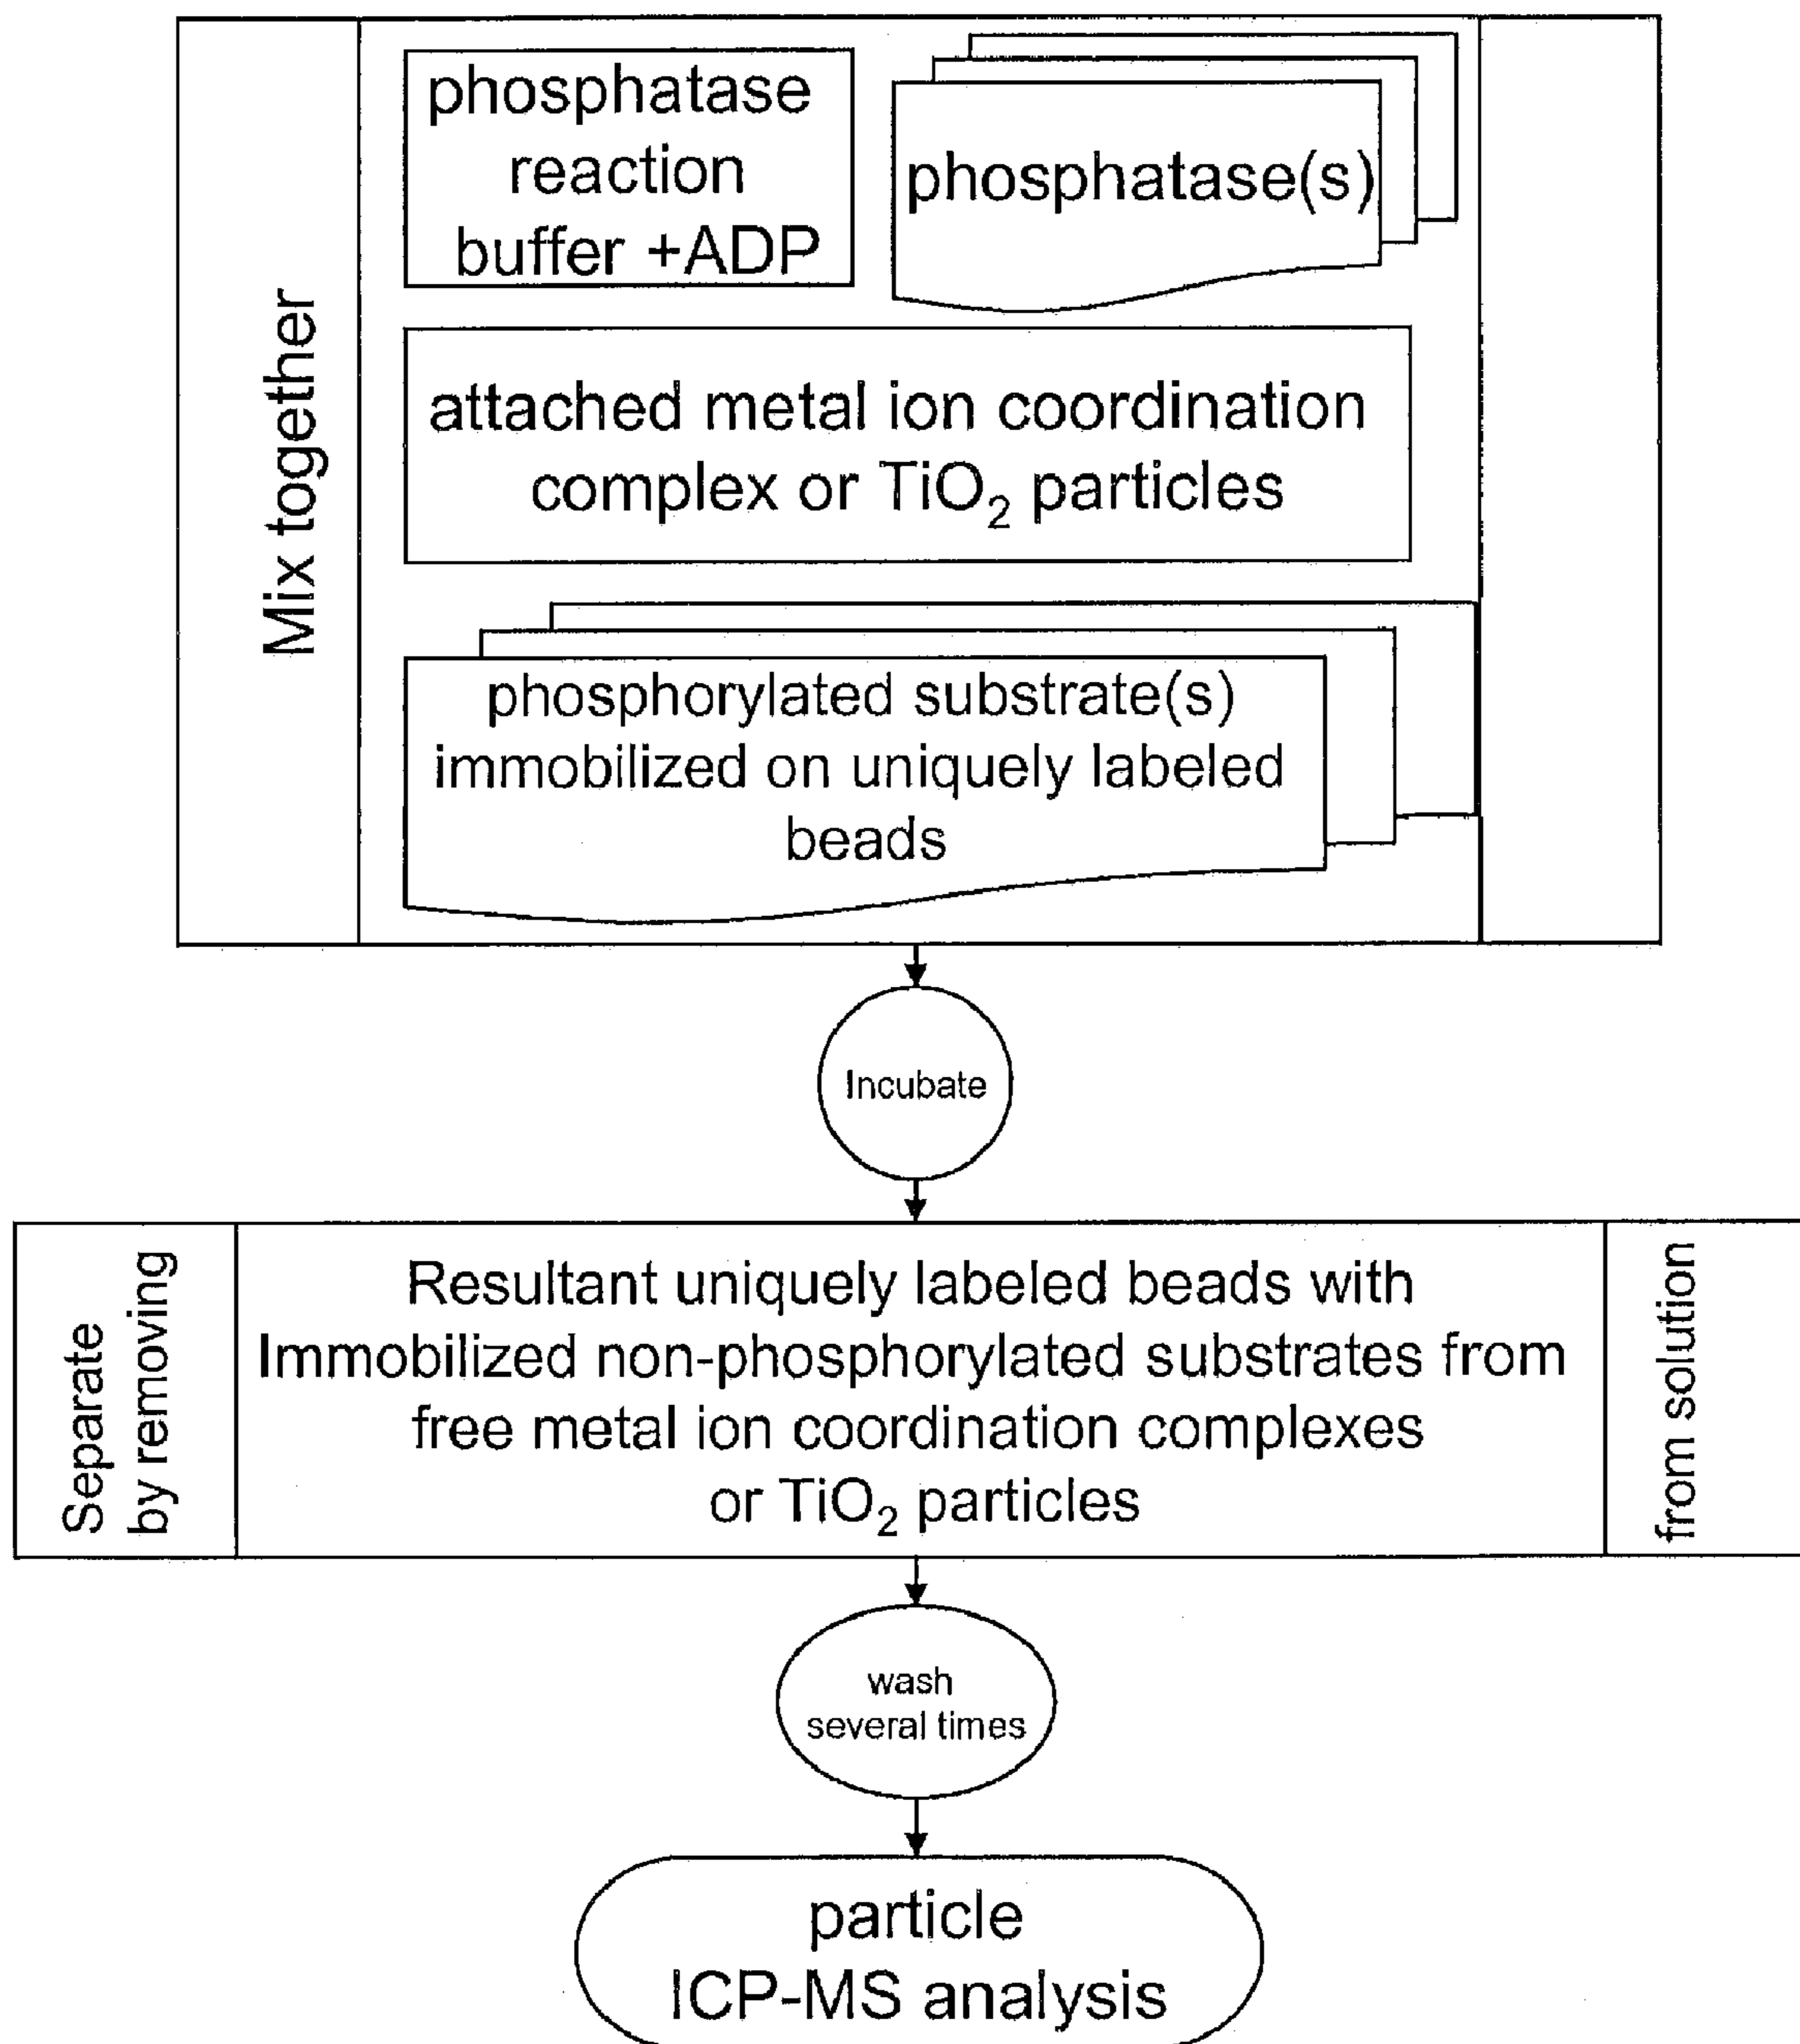 Mix together
phosphatase
reaction
buffer +ADP
phosphatase(s)
attached metal ion coordination
complex or TiO₂ particles
phosphorylated substrate(s)
immobilized on uniquely labeled
beads
Incubate
Separate
by removing
Resultant uniquely labeled beads with
Immobilized non-phosphorylated substrates from
free metal ion coordination complexes
or TiO₂ particles
from solution
wash
several times
particle
ICP-MS analysis